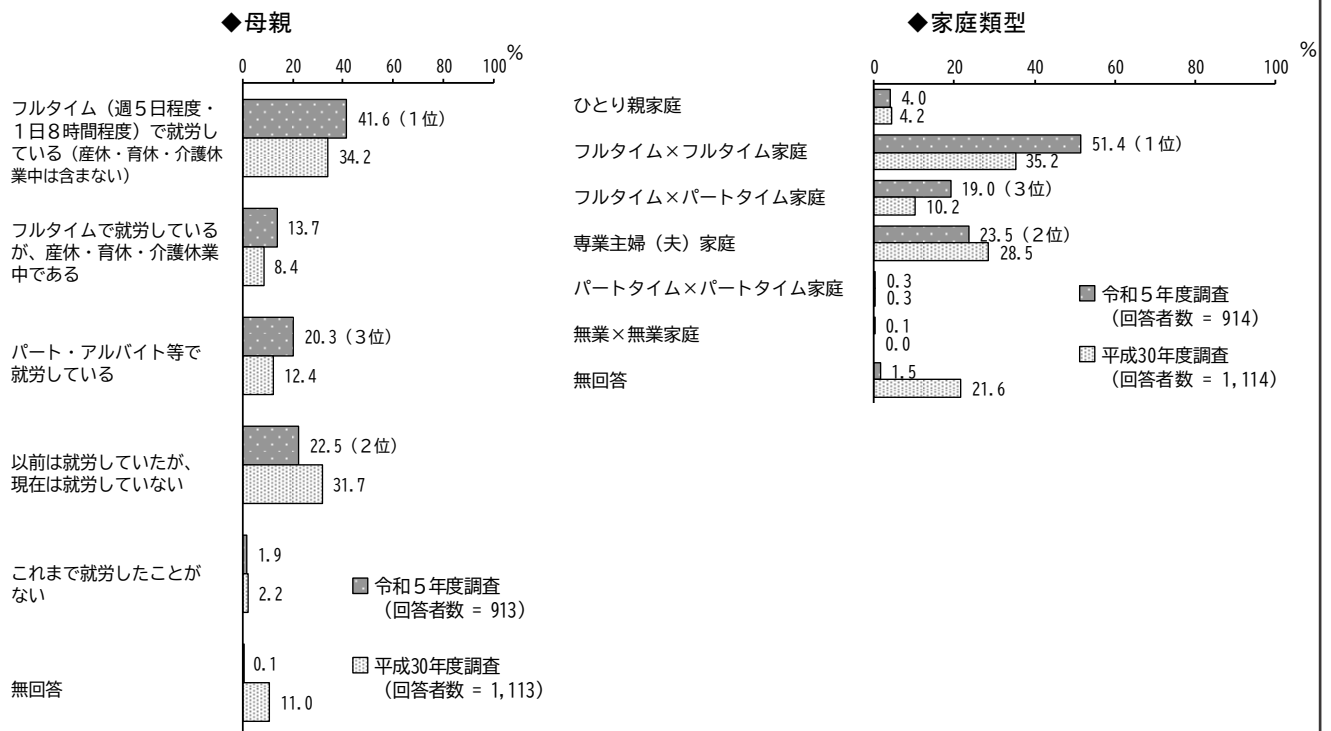 ◆母親
%
0 20 40 60 80 100
フルタイム（週５日程度・
１日８時間程度）で就労し
ている（産休・育休・介護休
業中は含まない）
41.6（１位）
34.2
フルタイムで就労している
が、産休・育休・介護休業
中である
13.7
8.4
パート・アルバイト等で
就労している
20.3（３位）
12.4
以前は就労していたが、
現在は就労していない
22.5（２位）
31.7
これまで就労したことが
ない
1.9
2.2
無回答
0.1
11.0
令和５年度調査
（回答者数 = 913）
平成30年度調査
（回答者数 = 1,113）
◆家庭類型
%
0 20 40 60 80 100
ひとり親家庭
4.0
4.2
フルタイム×フルタイム家庭
51.4（１位）
35.2
フルタイム×パートタイム家庭
19.0（３位）
10.2
専業主婦（夫）家庭
23.5（２位）
28.5
パートタイム×パートタイム家庭
0.3
0.3
無業×無業家庭
0.1
0.0
無回答
1.5
21.6
令和５年度調査
（回答者数 = 914）
平成30年度調査
（回答者数 = 1,114）